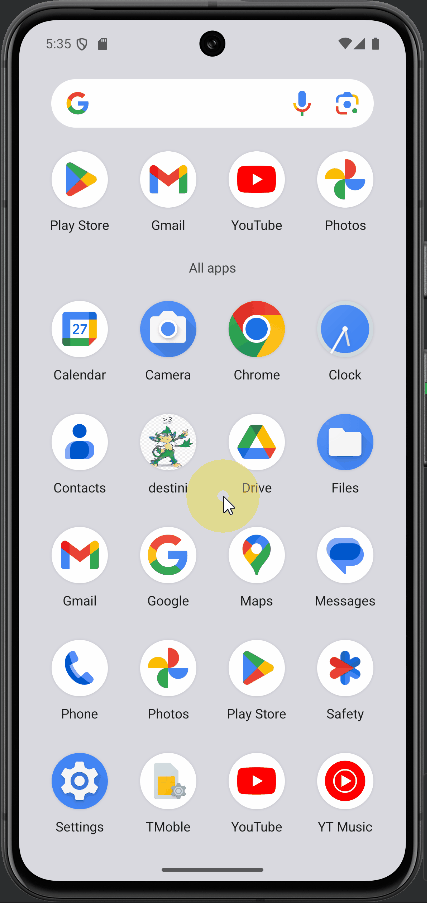 5:35
Play Store Gmail YouTube Photos
All apps
27
Calendar Camera Chrome Clock
Contacts destini Drive Files
Gmail Google Maps Messages
Phone Photos Play Store Safety
Settings TMoble YouTube YT Music